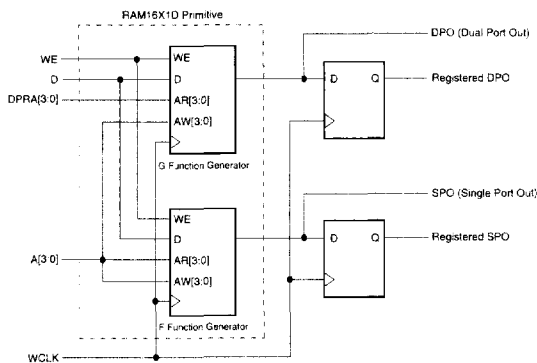 RAM16X1D Primitive
DPO (Dual Port Out)
WE
WE
D
D
D
Q
Registered DPO
DPRA[3:0]
AR[3:0]
AW[3:0]
G Function Generator
SPO (Single Port Out)
WE
D
D
Q
Registered SPO
A[3:0]
AR[3:0]
AW[3:0]
F Function Generator
WCLK